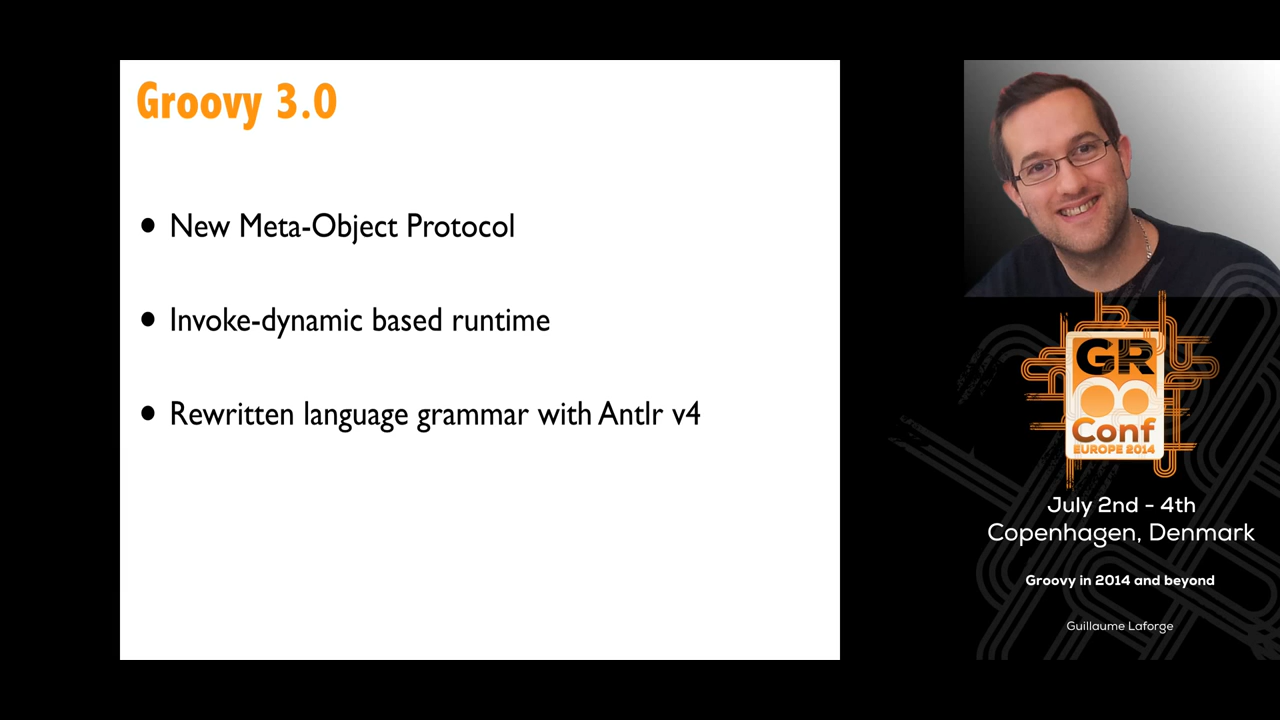 Groovy 3.0
• New Meta-Object Protocol
• Invoke-dynamic based runtime
• Rewritten language grammar with Antlr v4
GR
Conf
EUROPE 2014
July 2nd - 4th
Copenhagen, Denmark
Groovy in 2014 and beyond
Guillaume Laforge